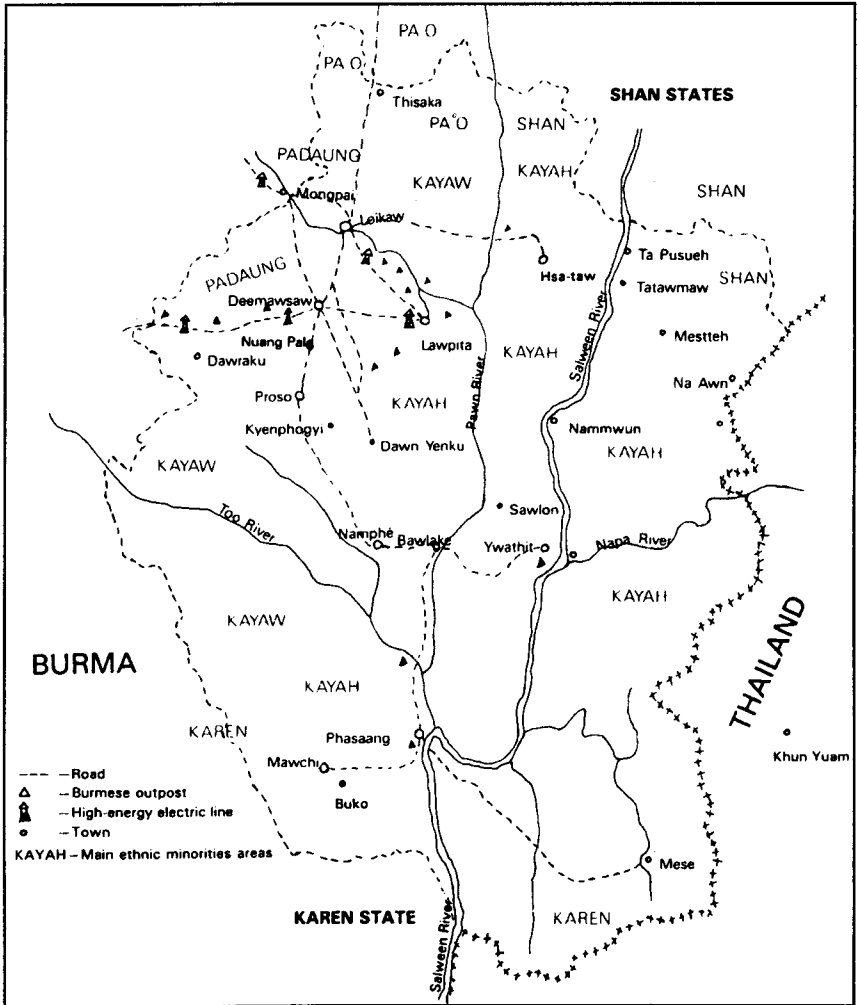 PA O
PA O
Thisaka
SHAN STATES
PA O
SHAN
PADAUNG
KAYAW
KAYAH
SHAN
Mongpai
Loikaw
Hsa-taw
Ta Pusueh
SHAN
PADAUNG
Tatawmaw
Deemawsaw
Salween River
Lawpita
Mestteh
Nuang Palé
Dawraku
KAYAH
Pawn River
Na Awn
Proso
KAYAH
Kyenphogyi
Dawn Yenku
Nammwun
KAYAH
KAYAW
Too River
Sawlon
Namphé
Bawlake
Ywathit
Napa River
KAYAH
KAYAW
BURMA
KAYAH
THAILAND
KAREN
Phasaang
Khun Yuam
Mawchi
Buko
– Road
– Burmese outpost
– High-energy electric line
– Town
KAYAH – Main ethnic minorities areas
Mese
KAREN STATE
KAREN
Salween River